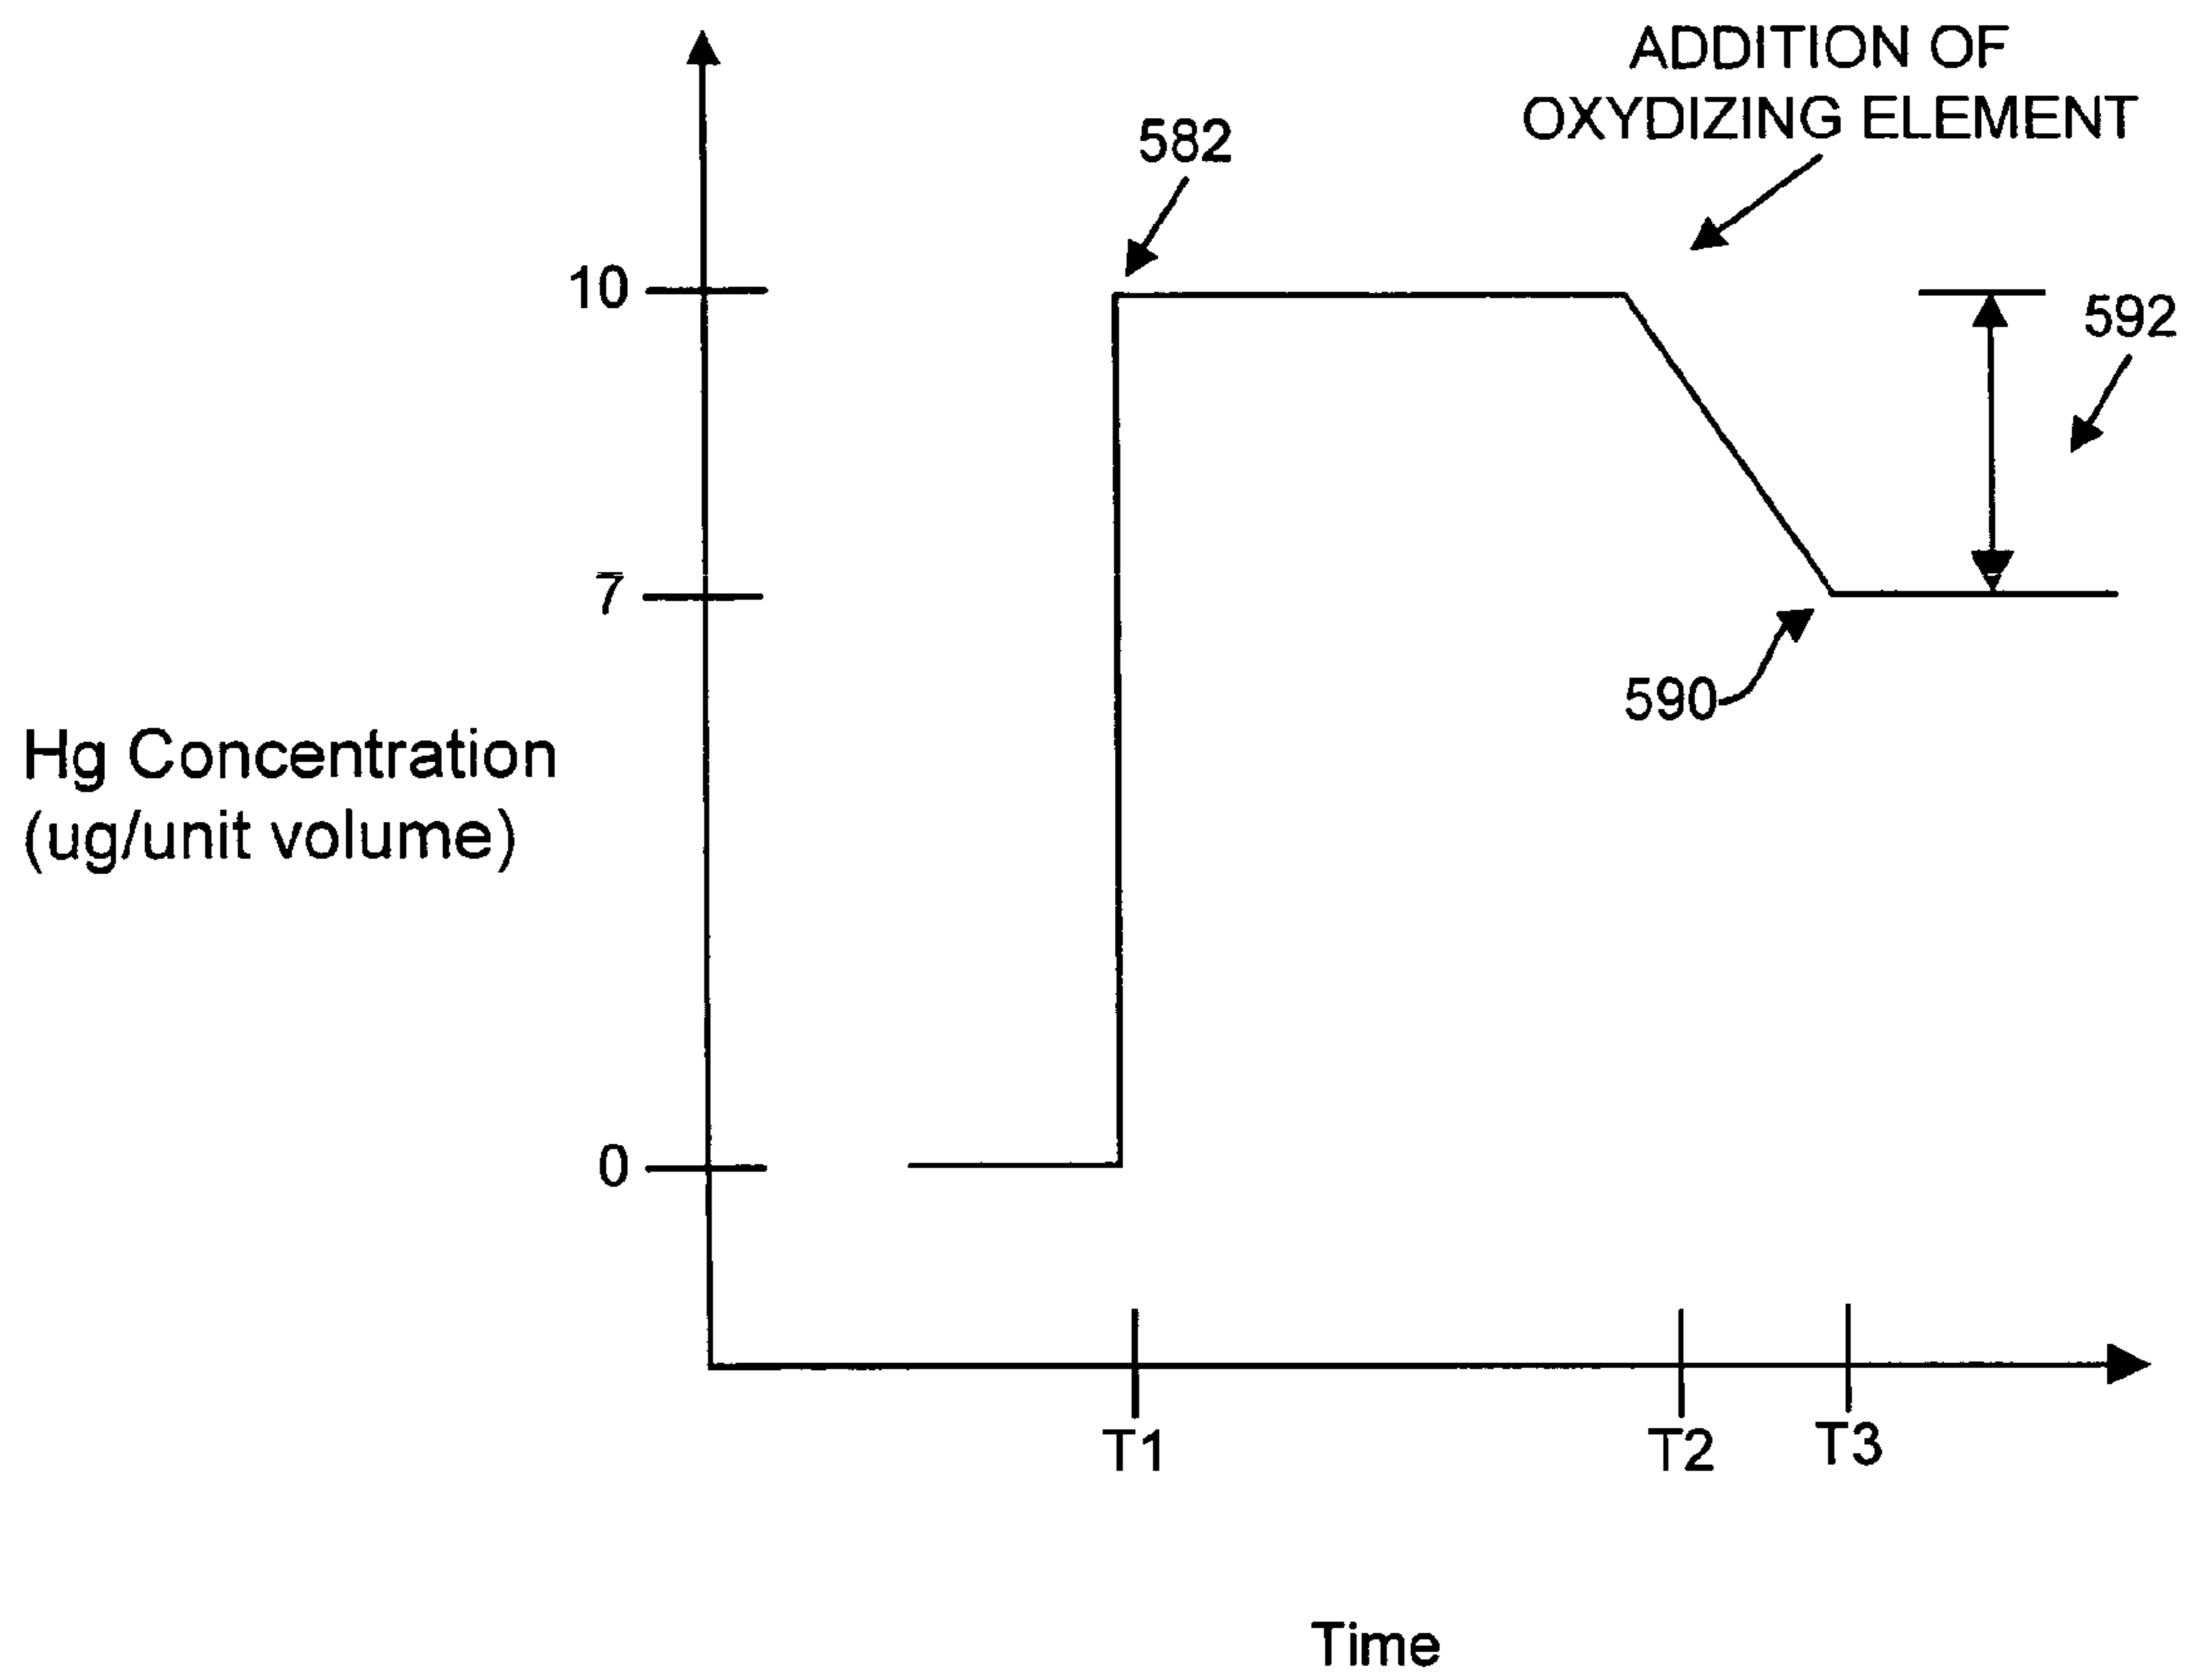 ADDITION OF
OXYDIZING ELEMENT
582
10
592
7
590
Hg Concentration
(ug/unit volume)
0
T1
T2
T3
Time